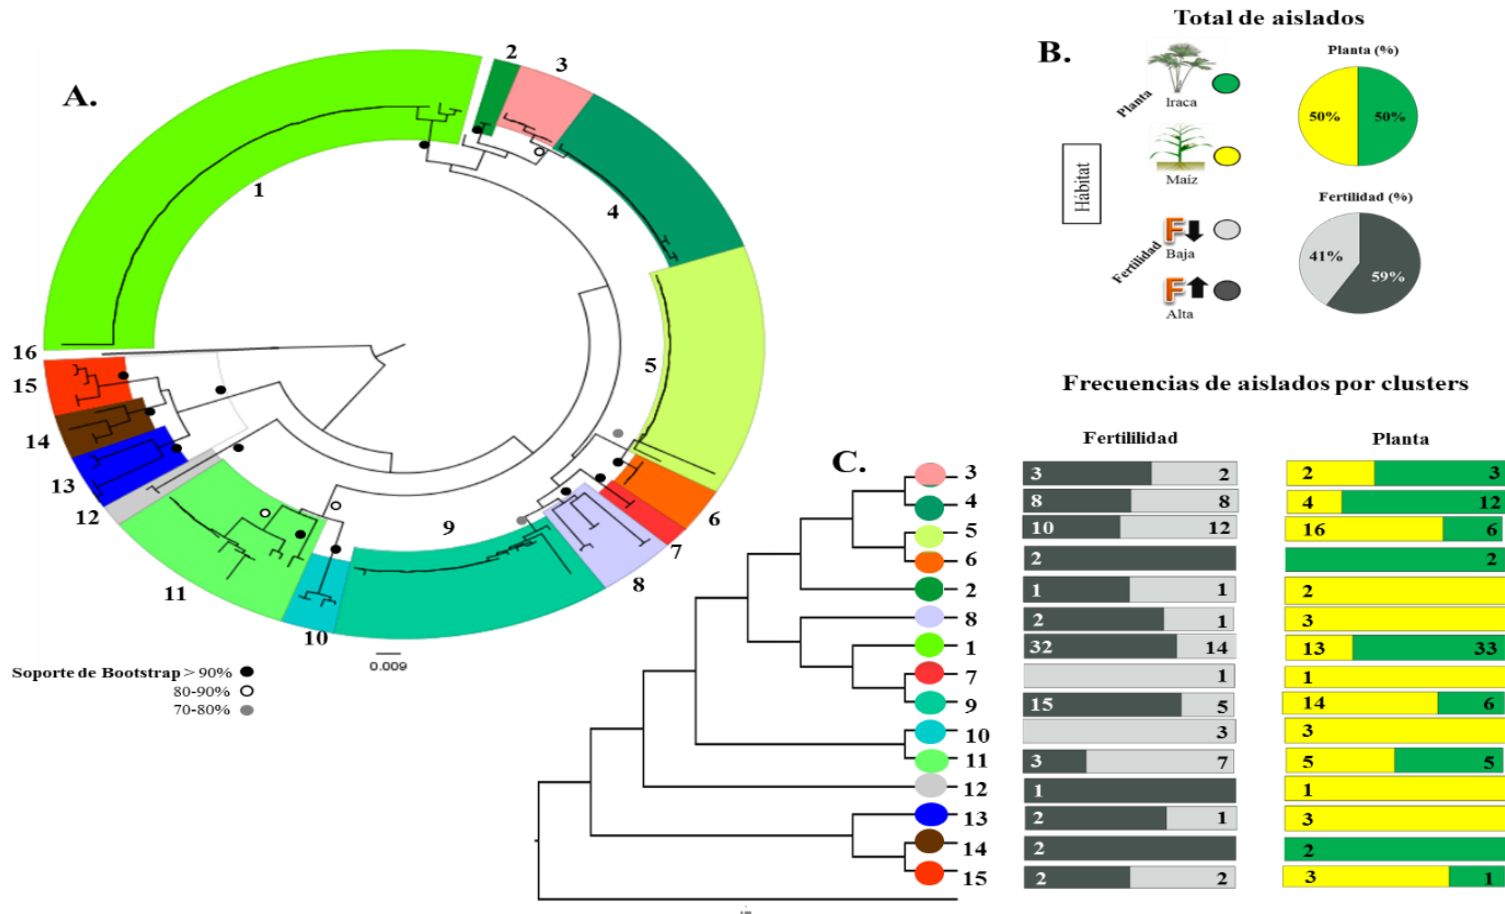 A.
1
2
3
4
5
6
7
8
9
10
11
12
13
14
15
16
0.009
Soporte de Bootstrap > 90%
80-90%
70-80%
Total de aislados
B.
Hábitat
Planta
Iraca
Maíz
Fertilidad
F
Baja
F
Alta
Planta (%)
50% 50%
Fertilidad (%)
41% 59%
Frecuencias de aislados por clusters
C.
Fertililidad Planta
3 3 2 2 3
4 8 8 4 12
5 10 12 16 6
6 2 2
2 1 1 2
8 2 1 3
1 32 14 13 33
7 1 1
9 15 5 14 6
10 3 3
11 3 7 5 5
12 1 1
13 2 1 3
14 2 2
15 2 2 3 1